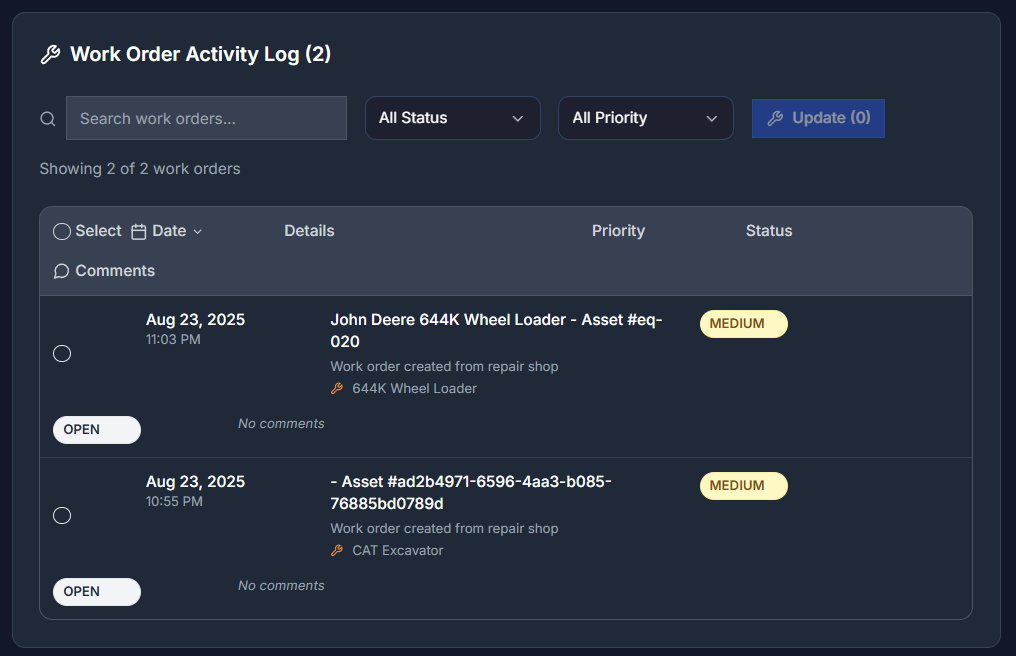 Work Order Activity Log (2)
Search work orders...
All Status
All Priority
Update (0)
Showing 2 of 2 work orders
Select Date Details Priority Status
Comments
Aug 23, 2025
11:03 PM
John Deere 644K Wheel Loader - Asset #eq-
020
Work order created from repair shop
644K Wheel Loader
MEDIUM
OPEN
No comments
Aug 23, 2025
10:55 PM
- Asset #ad2b4971-6596-4aa3-b085-
76885bd0789d
Work order created from repair shop
CAT Excavator
MEDIUM
OPEN
No comments